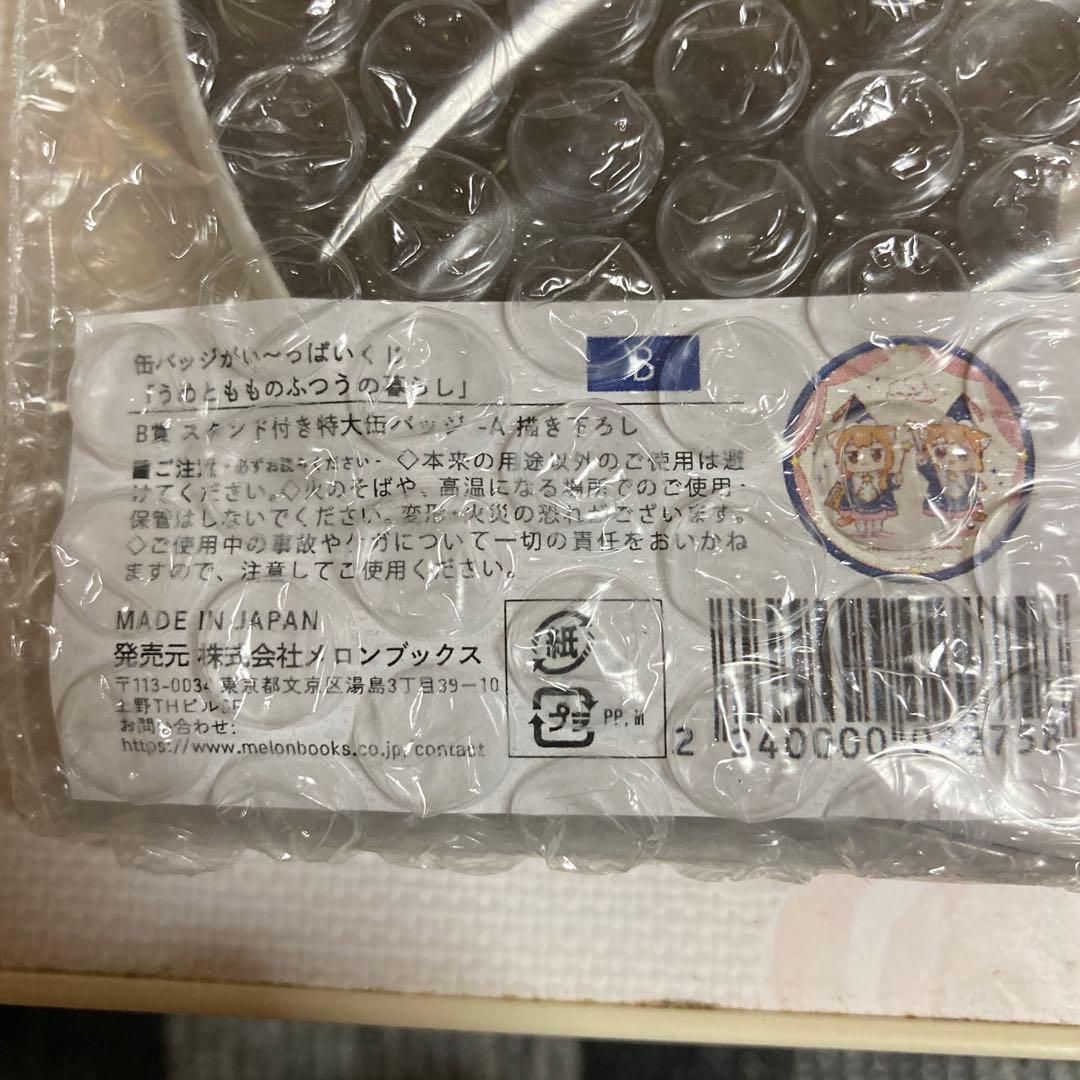 缶バッジがい〜っぱいくじ
「うめともものふつうの暮らし」
B賞 スタンド付き特大缶バッジ -A 描き下ろし
B
■ご注意・必ずお読みください・ ◇本来の用途以外のご使用は避
けてください。◇火のそばや、高温になる場所でのご使用・
保管はしないでください。変形・火災の恐れがございます。
◇ご使用中の事故やケガについて一切の責任をおいかね
ますので、注意してご使用ください。
MADE IN JAPAN
発売元 株式会社メロンブックス
〒113-0034 東京都文京区湯島3丁目39−10
上野THビル
お問い合わせ:
https://www.melonbooks.co.jp/contact
紙
プラ PP, M